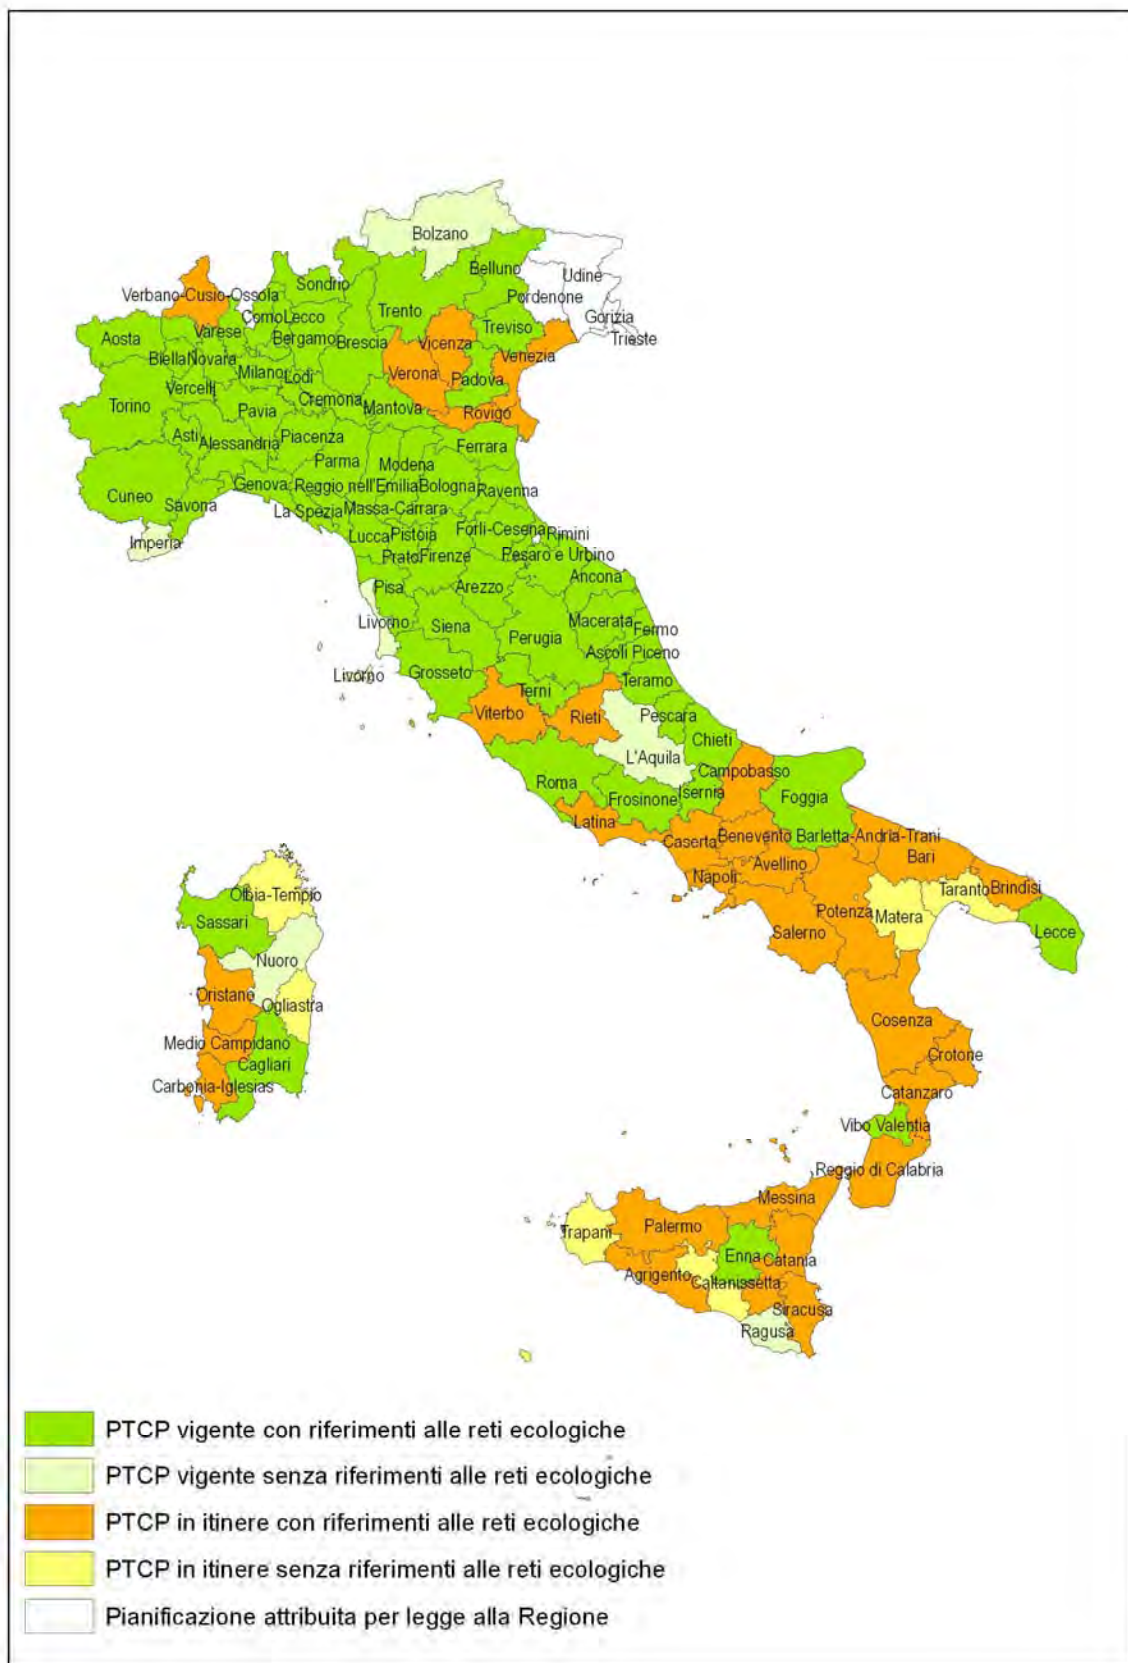 Bolzano
Belluno
Udine
Sondrio
Verbano-Cusio-Ossola
Pordenone
Trento
Como Lecco
Gorizia
Treviso
Varese
Aosta
Bergamo
Brescia
Vicenza
Trieste
Venezia
Biella Novara
Milano
Lodi
Verona
Padova
Vercelli
Cremona
Torino
Mantova
Pavia
Rovigo
Asti
Alessandria
Piacenza
Ferrara
Parma
Modena
Cuneo
Genova
Reggio nell'Emilia
Bologna
Ravenna
Savona
La Spezia
Massa-Carrara
Imperia
Lucca
Pistoia
Forlì-Cesena
Rimini
Prato
Firenze
Pesaro e Urbino
Ancona
Pisa
Arezzo
Livorno
Siena
Macerata
Fermo
Perugia
Ascoli Piceno
Livorno
Grosseto
Teramo
Terni
Viterbo
Rieti
Pescara
Chieti
L'Aquila
Campobasso
Roma
Isernia
Frosinone
Foggia
Latina
Caserta
Benevento
Barletta-Andria-Trani
Avellino
Bari
Napoli
Olbia-Tempio
Taranto
Brindisi
Sassari
Potenza
Matera
Salerno
Lecce
Nuoro
Oristano
Ogliastra
Cosenza
Medio Campidano
Crotone
Cagliari
Carbonia-Iglesias
Catanzaro
Vibo Valentia
Reggio di Calabria
Messina
Trapani
Palermo
Enna
Catania
Agrigento
Caltanissetta
Siracusa
Ragusa
PTCP vigente con riferimenti alle reti ecologiche
PTCP vigente senza riferimenti alle reti ecologiche
PTCP in itinere con riferimenti alle reti ecologiche
PTCP in itinere senza riferimenti alle reti ecologiche
Pianificazione attribuita per legge alla Regione